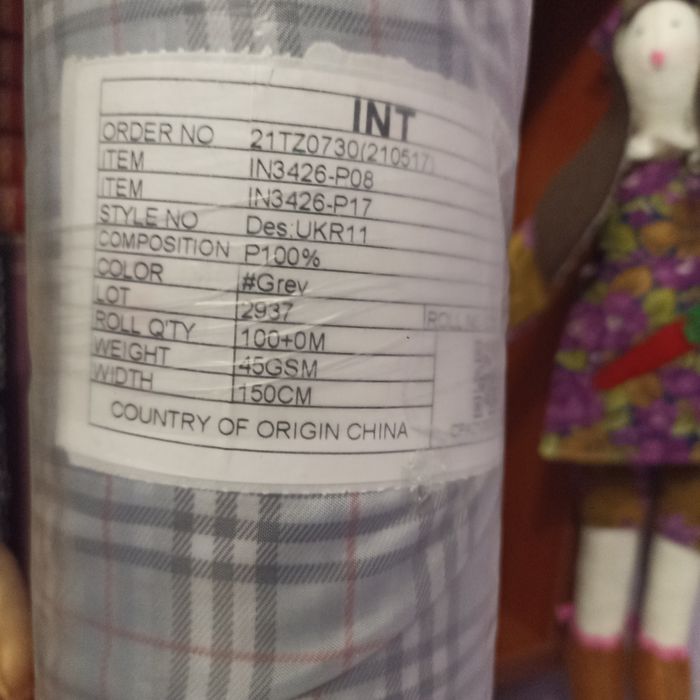 INT
ORDER NO 21TZ0730(210517)
ITEM IN3426-P08
ITEM IN3426-P17
STYLE NO Des:UKR11
COMPOSITION P100%
COLOR #Grey
LOT 2937
ROLL Q'TY 100+0M
WEIGHT 45GSM
WIDTH 150CM
COUNTRY OF ORIGIN CHINA
ROLL